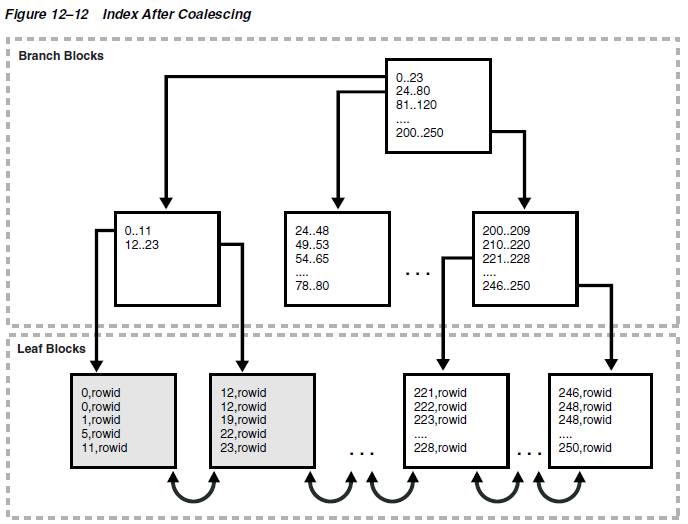 Figure 12–12 Index After Coalescing
Branch Blocks
0..23
24..80
81..120
....
200..250
0..11
12..23
24..48
49..53
54..65
....
78..80
...
200..209
210..220
221..228
....
246..250
Leaf Blocks
0,rowid
0,rowid
1,rowid
5,rowid
11,rowid
12,rowid
12,rowid
19,rowid
22,rowid
23,rowid
...
221,rowid
222,rowid
223,rowid
....
228,rowid
...
246,rowid
248,rowid
248,rowid
....
250,rowid